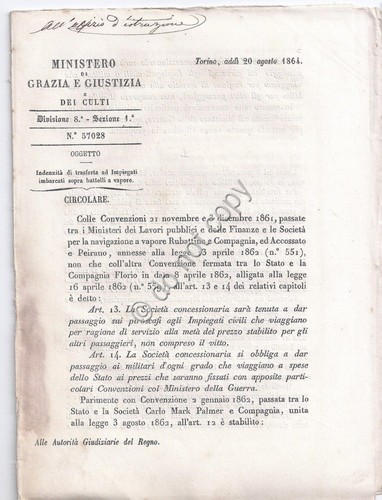 all'uffizio d'istruzione
MINISTERO
DI
GRAZIA E GIUSTIZIA
E
DEI CULTI
Divisione 8.ª - Sezione 1.ª
N.° 57028
OGGETTO
Indennità di trasferta ad Impiegati
imbarcati sopra battelli a vapore.
Torino, addì 20 agosto 1864.
CIRCOLARE.
Colle Convenzioni 21 novembre e 3 dicembre 1861, passate
tra i Ministeri dei Lavori pubblici e delle Finanze e le Società
per la navigazione a vapore Rubattino e Compagnia, ed Accossato
e Peirano, annesse alla legge 3 aprile 1862 (n.° 551),
non che coll'altra Convenzione fermata tra lo Stato e la
Compagnia Florio in data 8 aprile 1862, alligata alla legge
16 aprile 1862 all'art. 13 e 14 dei relativi capitoli
è detto:
Art. 13. La Società concessionaria sarà tenuta a dar
passaggio sui piroscafi agli Impiegati civili che viaggiano
per ragione di servizio alla metà del prezzo stabilito per gli
altri passaggieri, non compreso il vitto.
Art. 14. La Società concessionaria si obbliga a dar
passaggio ai militari d'ogni grado che viaggiano a spese
dello Stato ai prezzi che saranno fissati con apposite parti-
colari Convenzioni col Ministero della Guerra.
Parimente con Convenzione 2 gennaio 1862, passata tra lo
Stato e la Società Carlo Mark Palmer e Compagnia, unita
alla legge 3 agosto 1862, all'art. 12 è stabilito:
Alle Autorità Giudiziarie del Regno.
do not copy